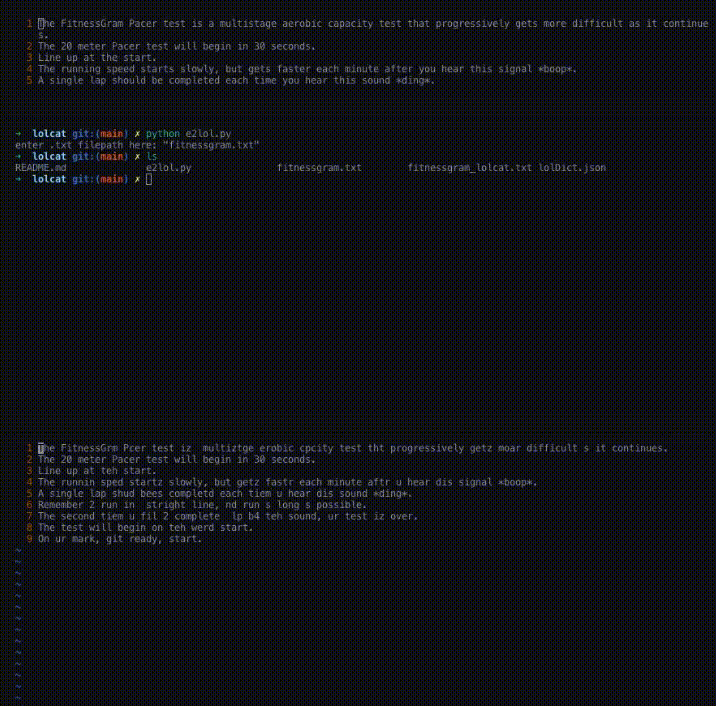 1 The FitnessGram Pacer test is a multistage aerobic capacity test that progressively gets more difficult as it continue
s.
2 The 20 meter Pacer test will begin in 30 seconds.
3 Line up at the start.
4 The running speed starts slowly, but gets faster each minute after you hear this signal *boop*.
5 A single lap should be completed each time you hear this sound *ding*.
➜ lolcat git:(main) ✗ python e2lol.py
enter .txt filepath here: "fitnessgram.txt"
➜ lolcat git:(main) ✗ ls
README.md e2lol.py fitnessgram.txt fitnessgram_lolcat.txt lolDict.json
➜ lolcat git:(main) ✗
1 The FitnessGrm Pcer test iz  multiztge erobic cpcity test tht progressively getz moar difficult s it continues.
2 The 20 meter Pacer test will begin in 30 seconds.
3 Line up at teh start.
4 The runnin sped startz slowly, but getz fastr each minute aftr u hear dis signal *boop*.
5 A single lap shud bees completd each tiem u hear dis sound *ding*.
6 Remember 2 run in  stright line, nd run s long s possible.
7 The second tiem u fil 2 complete  lp b4 teh sound, ur test iz over.
8 The test will begin on teh werd start.
9 On ur mark, git ready, start.
~
~
~
~
~
~
~
~
~
~
~
~
~
~